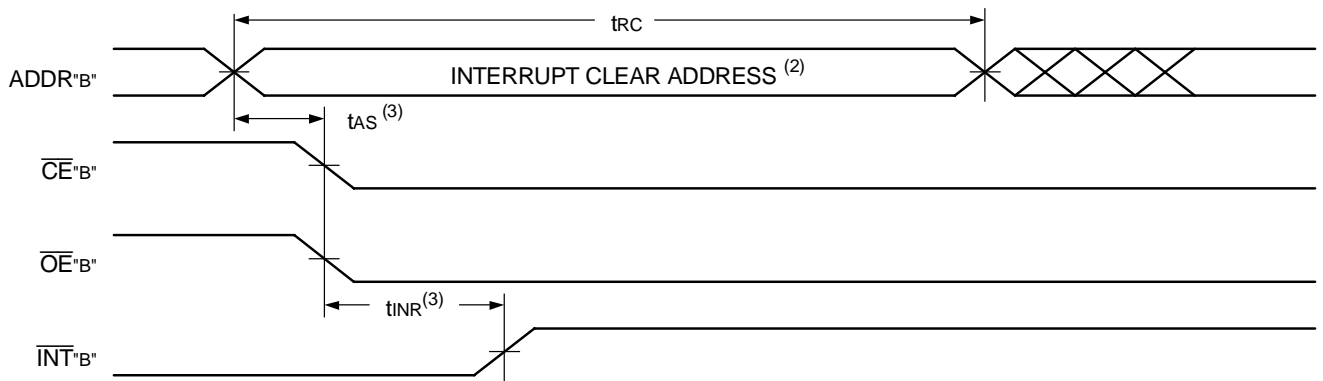 tRC
ADDR"B"
INTERRUPT CLEAR ADDRESS (2)
tAS (3)
CE"B"
OE"B"
tINR(3)
INT"B"